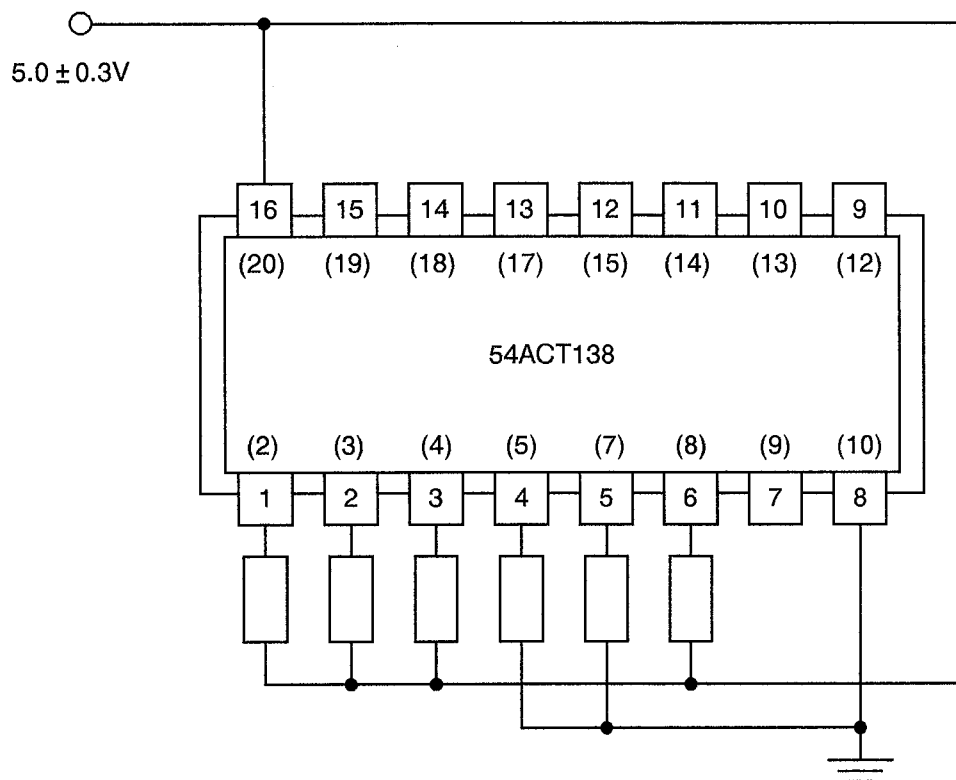 5.0 ± 0.3V
16 15 14 13 12 11 10 9
(20) (19) (18) (17) (15) (14) (13) (12)
54ACT138
(2) (3) (4) (5) (7) (8) (9) (10)
1 2 3 4 5 6 7 8